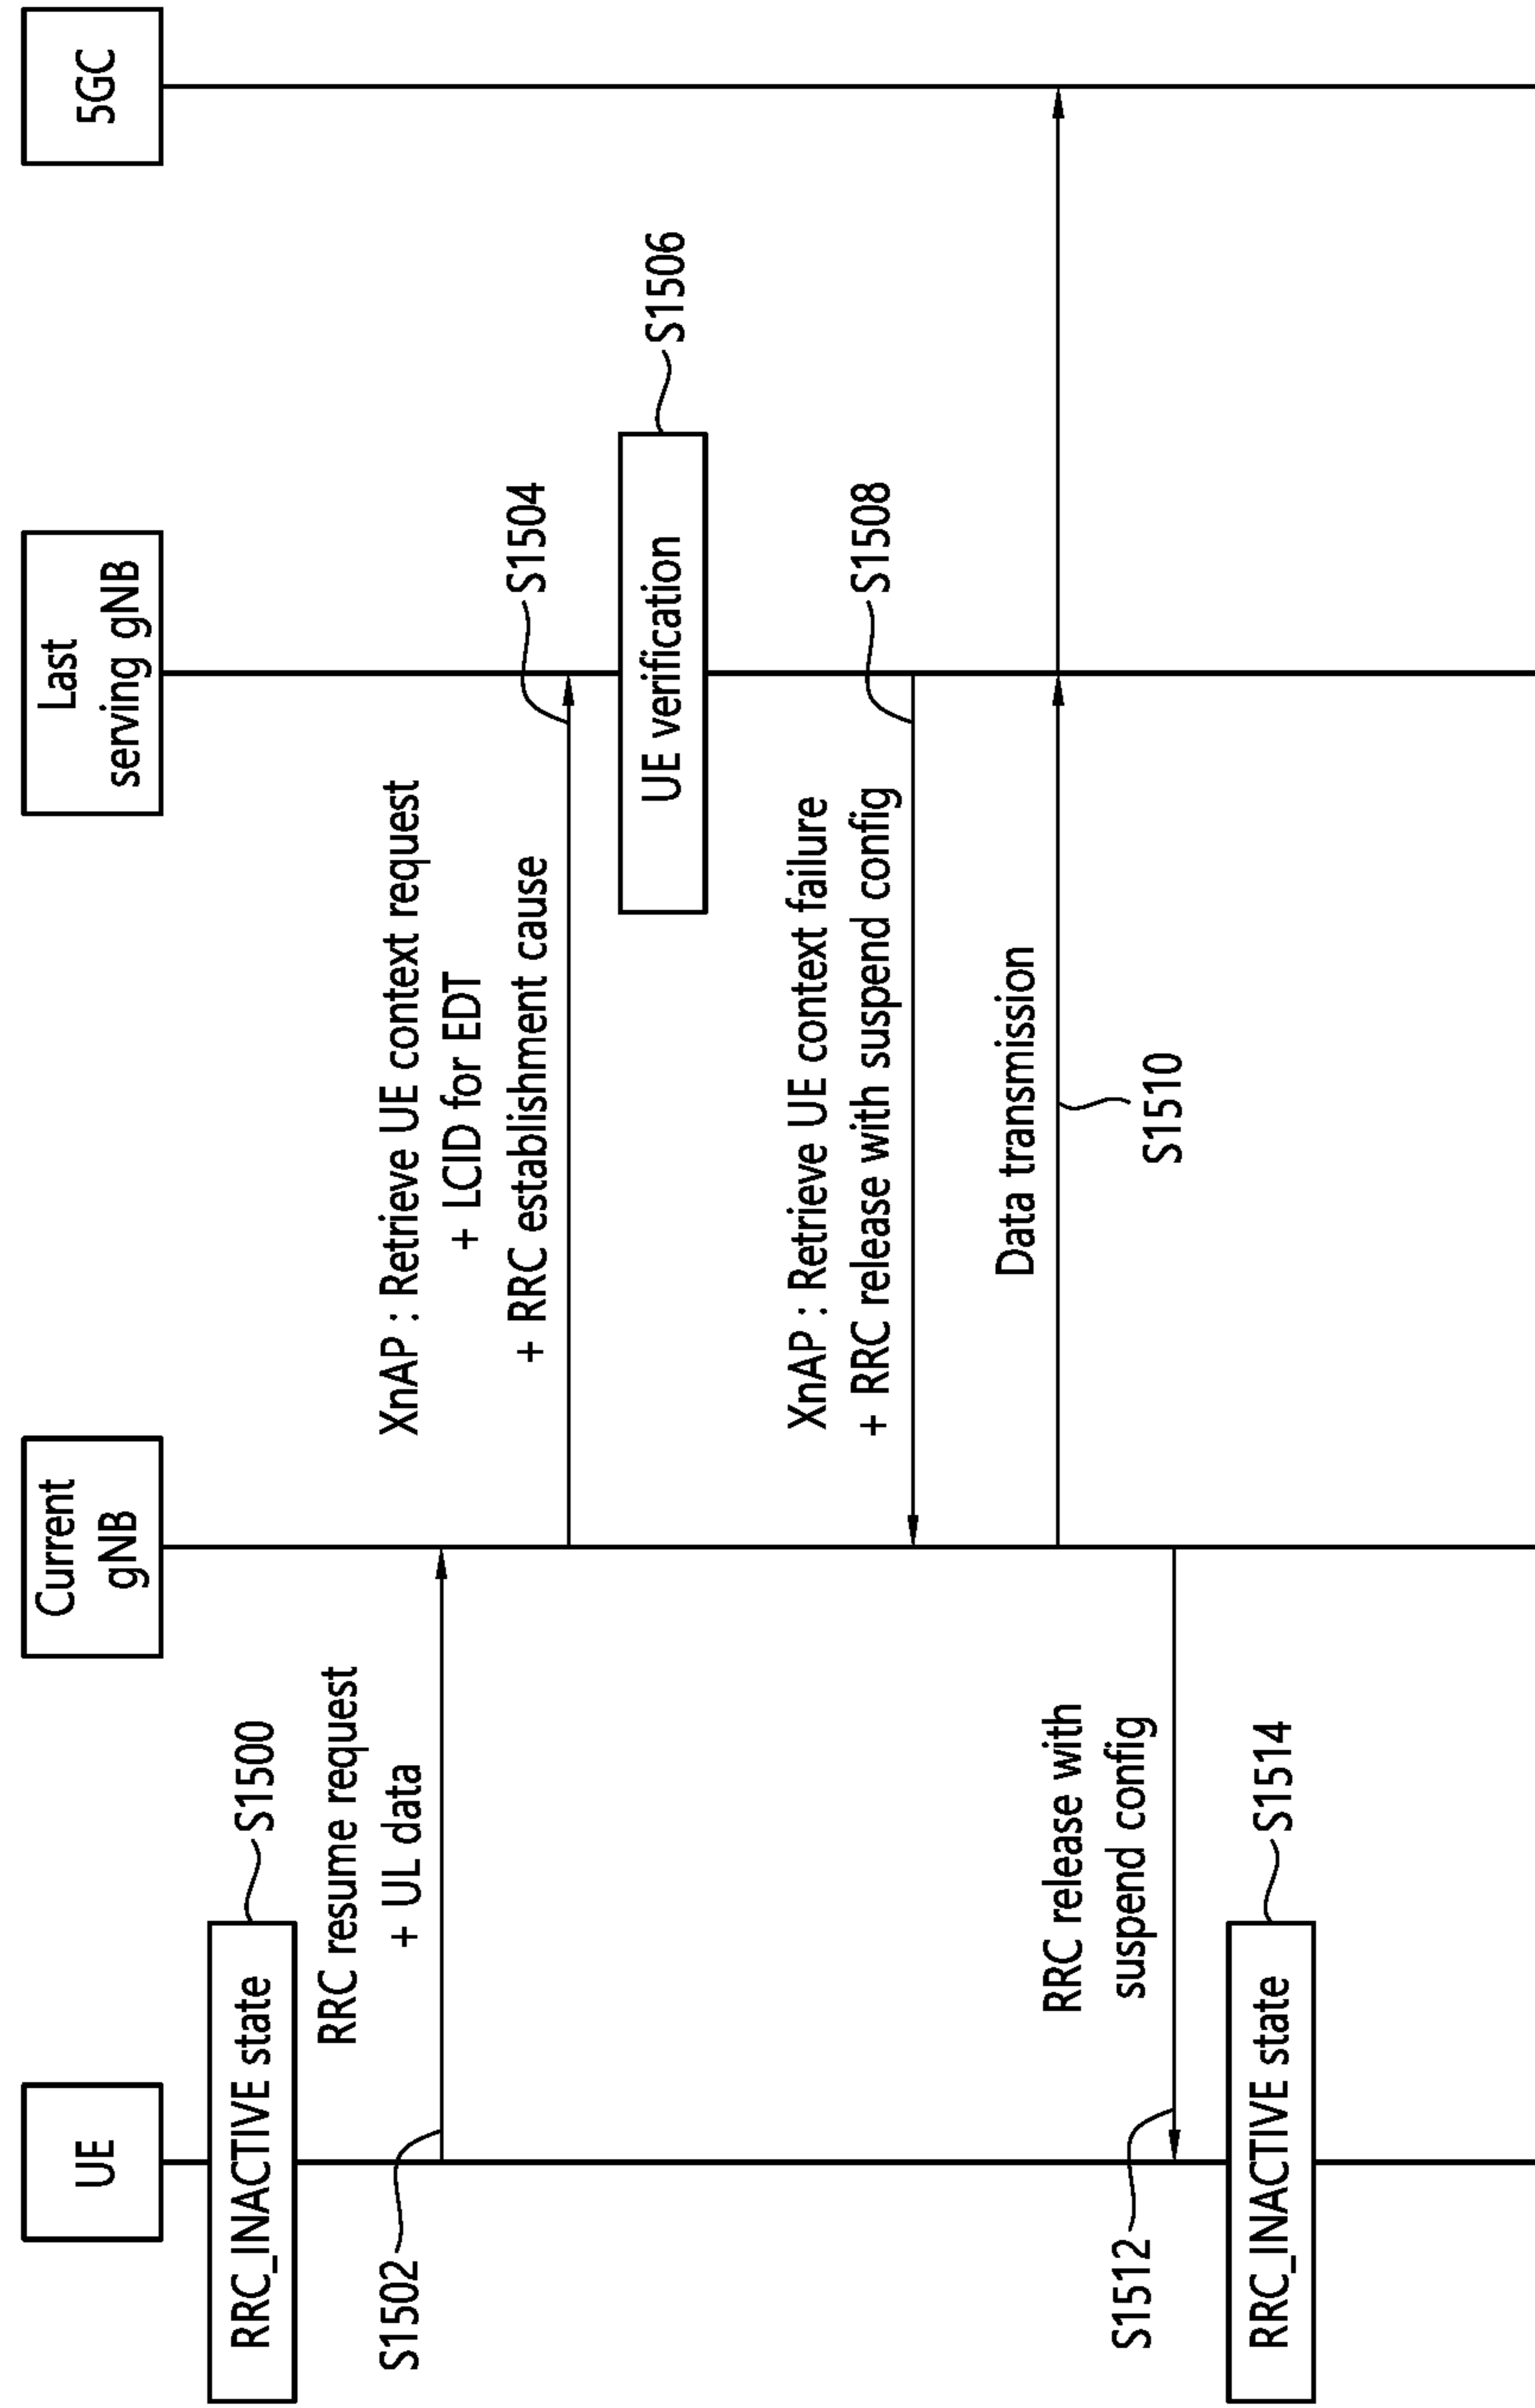 UE
Current
gNB
Last
serving gNB
5GC
RRC_INACTIVE state
S1500
RRC resume request
+ UL data
S1502
XnAP : Retrieve UE context request
+ LCID for EDT
+ RRC establishment cause
S1504
UE verification
S1506
XnAP : Retrieve UE context failure
+ RRC release with suspend config
S1508
Data transmission
S1510
RRC release with
suspend config
S1512
RRC_INACTIVE state
S1514